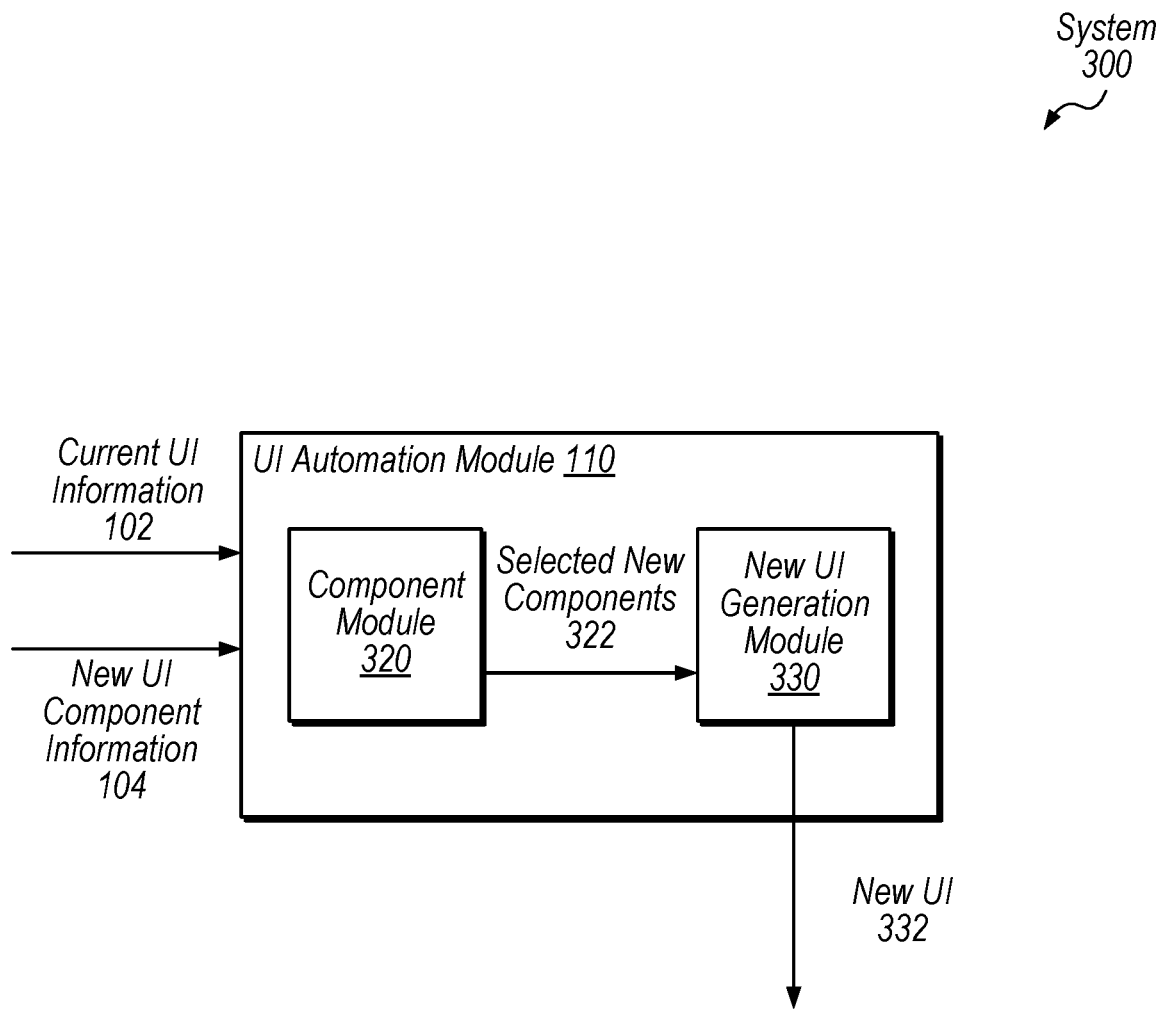 System
300
Current UI
Information
102
New UI
Component
Information
104
UI Automation Module 110
Component
Module
320
Selected New
Components
322
New UI
Generation
Module
330
New UI
332